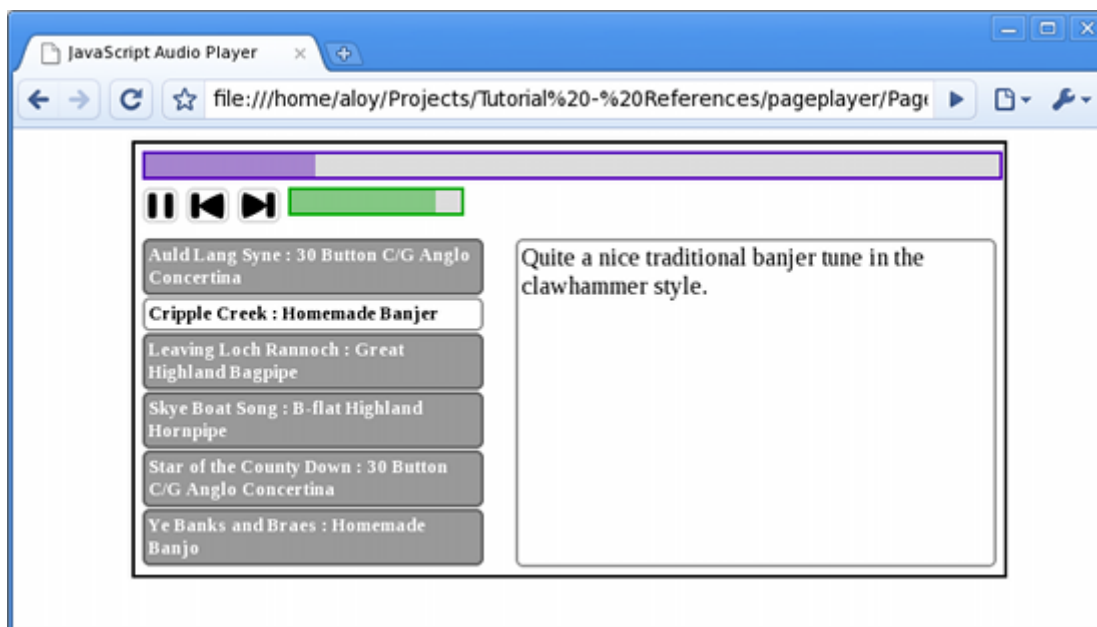 JavaScript Audio Player
file:///home/aloy/Projects/Tutorial%20-%20References/pageplayer/Page
Auld Lang Syne : 30 Button C/G Anglo
Concertina
Cripple Creek : Homemade Banjer
Leaving Loch Rannoch : Great
Highland Bagpipe
Skye Boat Song : B-flat Highland
Hornpipe
Star of the County Down : 30 Button
C/G Anglo Concertina
Ye Banks and Braes : Homemade
Banjo
Quite a nice traditional banjer tune in the
clawhammer style.